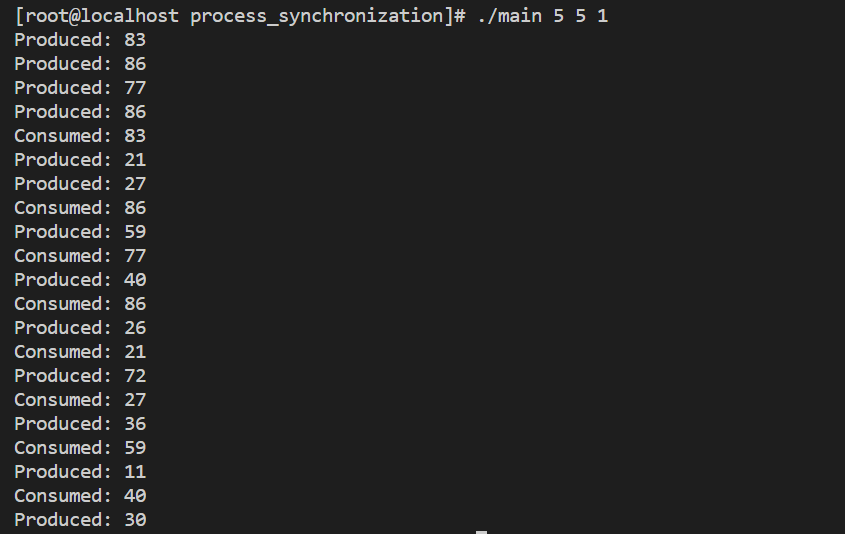 [root@localhost process_synchronization]# ./main 5 5 1
Produced: 83
Produced: 86
Produced: 77
Produced: 86
Consumed: 83
Produced: 21
Produced: 27
Consumed: 86
Produced: 59
Consumed: 77
Produced: 40
Consumed: 86
Produced: 26
Consumed: 21
Produced: 72
Consumed: 27
Produced: 36
Consumed: 59
Produced: 11
Consumed: 40
Produced: 30